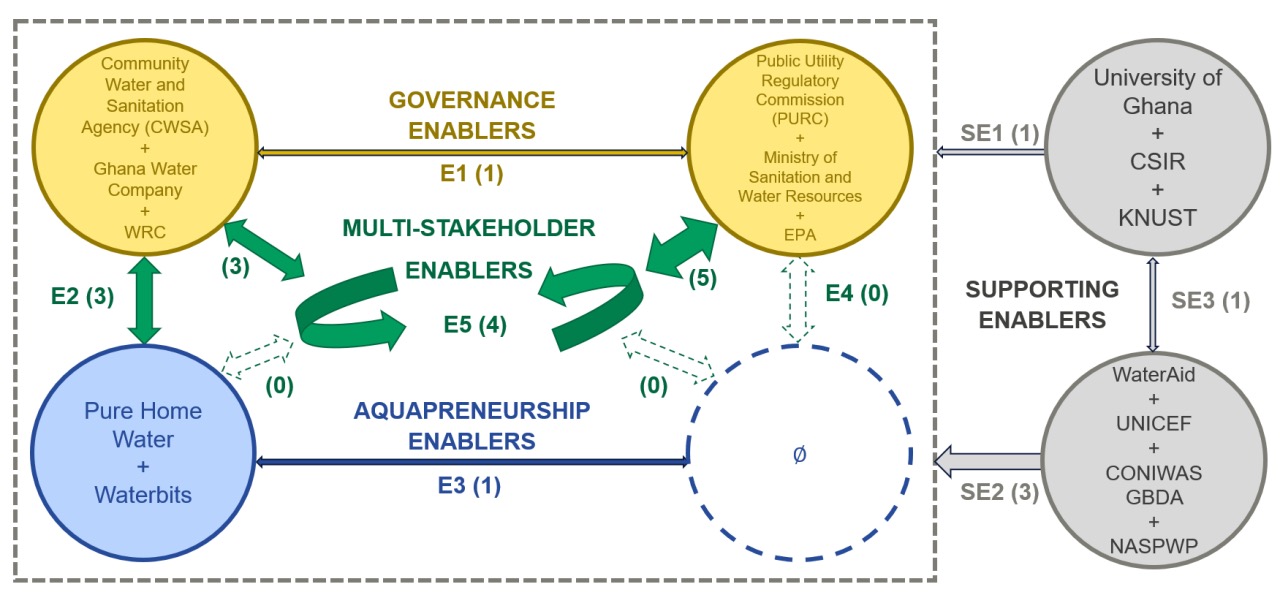 Community
Water and
Sanitation
Agency (CWSA)
+
Ghana Water
Company
+
WRC
GOVERNANCE
ENABLERS
E1 (1)
Public Utility
Regulatory
Commission
(PURC)
+
Ministry of
Sanitation and
Water Resources
+
EPA
SE1 (1)
University of
Ghana
+
CSIR
+
KNUST
MULTI-STAKEHOLDER
ENABLERS
E5 (4)
(3)
(5)
E2 (3)
E4 (0)
(0)
(0)
SUPPORTING
ENABLERS
SE3 (1)
Pure Home
Water
+
Waterbits
AQUAPRENEURSHIP
ENABLERS
E3 (1)
Ø
SE2 (3)
WaterAid
+
UNICEF
+
CONIWAS
GBDA
+
NASPWP